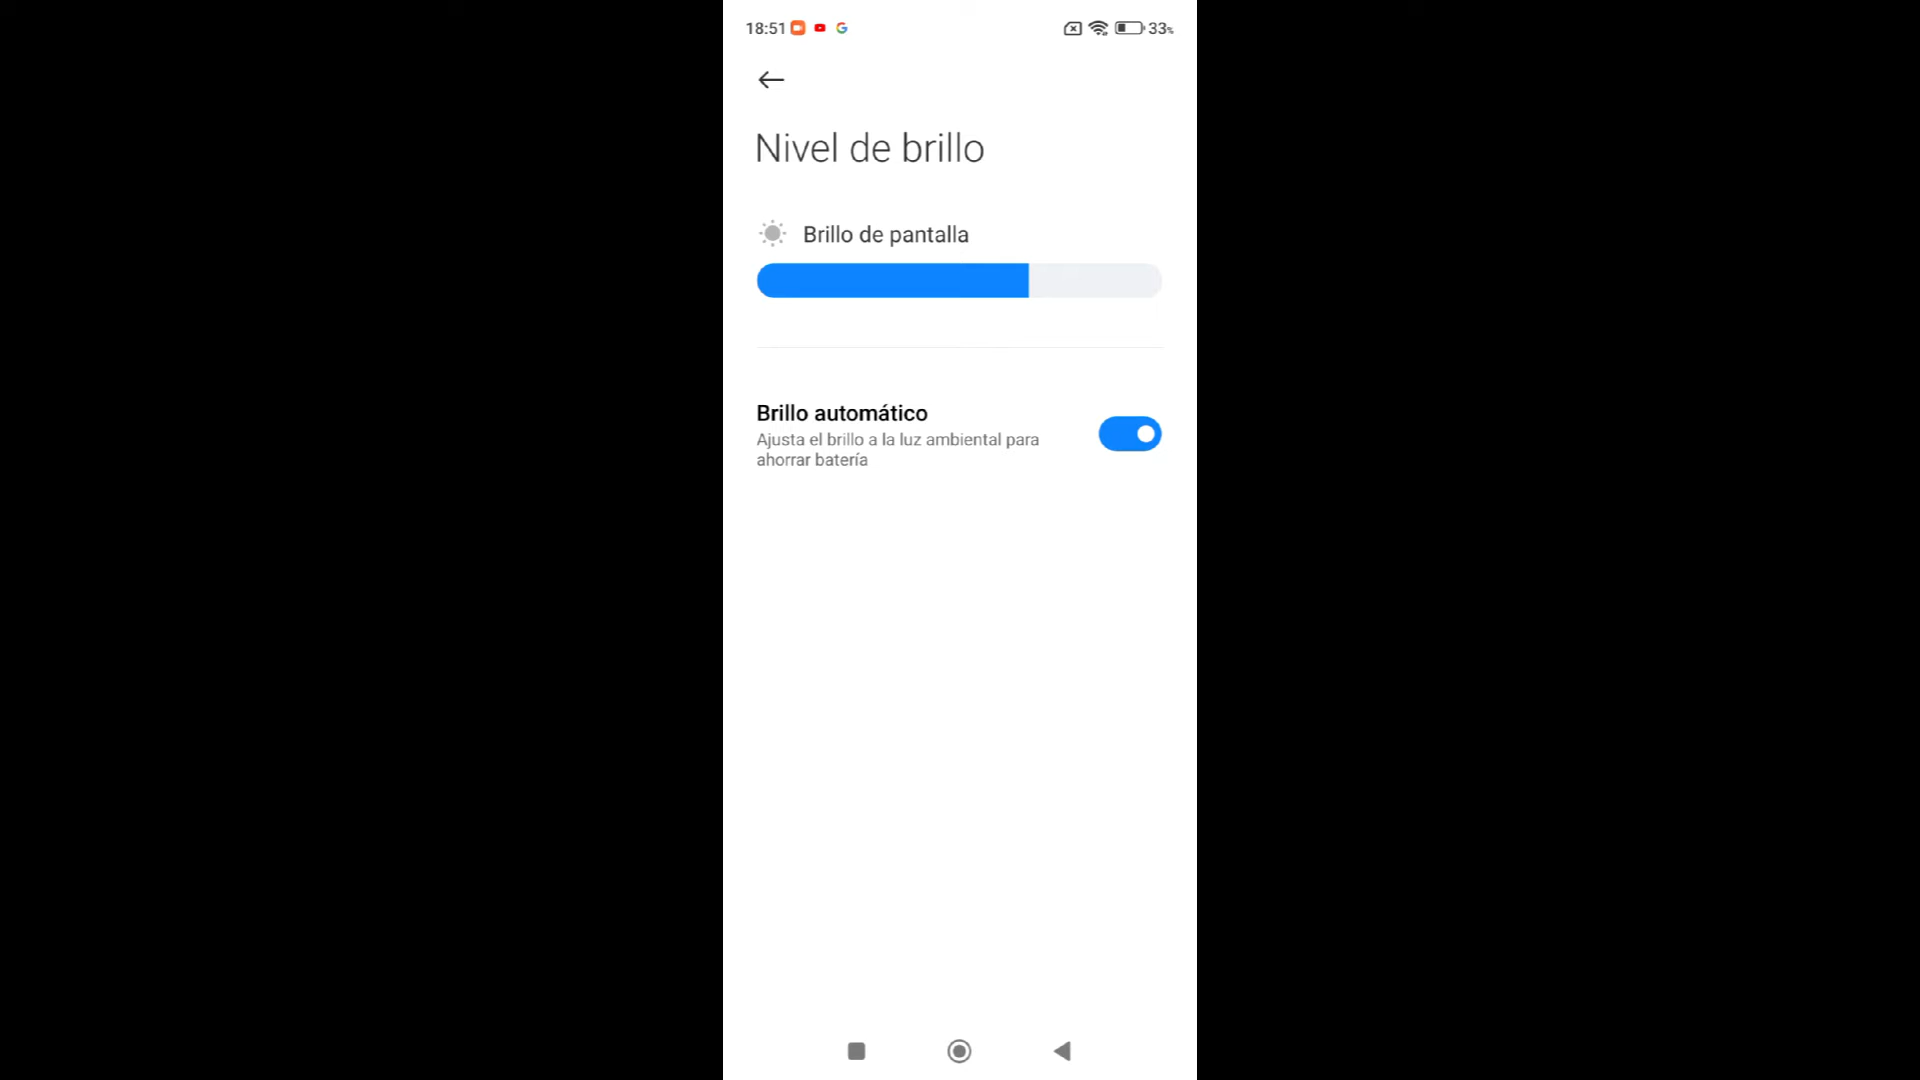 18:51 33%
Nivel de brillo
Brillo de pantalla
Brillo automático
Ajusta el brillo a la luz ambiental para
ahorrar batería